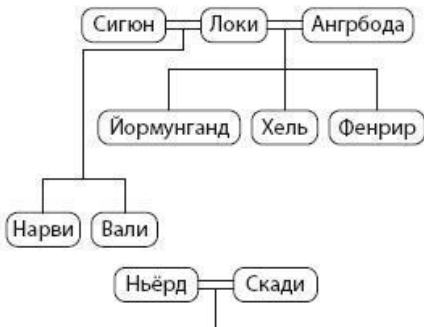 Сигюн Локи Ангрбода
Йормунганд Хель Фенрир
Нарви Вали
Ньёрд Скади